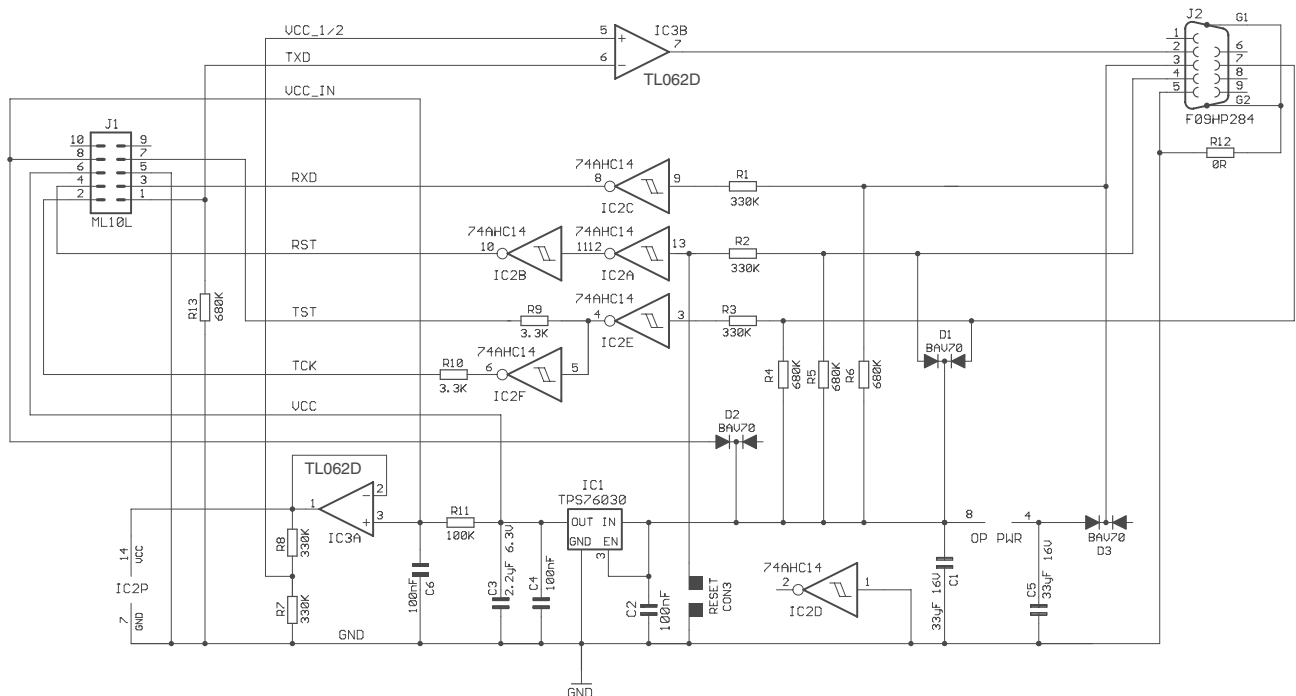 J2
G1
VCC_1/2
5
IC3B
7
1
2
3
4
5
6
7
8
9
G2
TXD
6
TL062D
F09HP284
VCC_IN
R12
0R
J1
10
8
6
4
2
9
7
5
3
1
ML10L
RXD
74AHC14
8
9
IC2C
R1
330K
RST
74AHC14
10
IC2B
74AHC14
11
12
13
IC2A
R2
330K
R13
680K
TST
R9
3.3K
74AHC14
4
3
IC2E
R3
330K
D1
BAV70
R4
680K
R5
680K
R6
680K
TCK
R10
3.3K
74AHC14
6
5
IC2F
VCC
D2
BAV70
TL062D
1
2
3
IC3A
R11
100K
IC1
TPS76030
OUT IN
GND EN
3
8
4
OP PWR
BAV70
D3
R8
330K
14
VCC
IC2P
7
GND
R7
330K
100nF
C6
C3
2.2yF 6.3V
C4
100nF
C2
100nF
RESET
CON3
74AHC14
2
1
IC2D
33yF 16V
C1
C5
33yF 16V
GND
GND